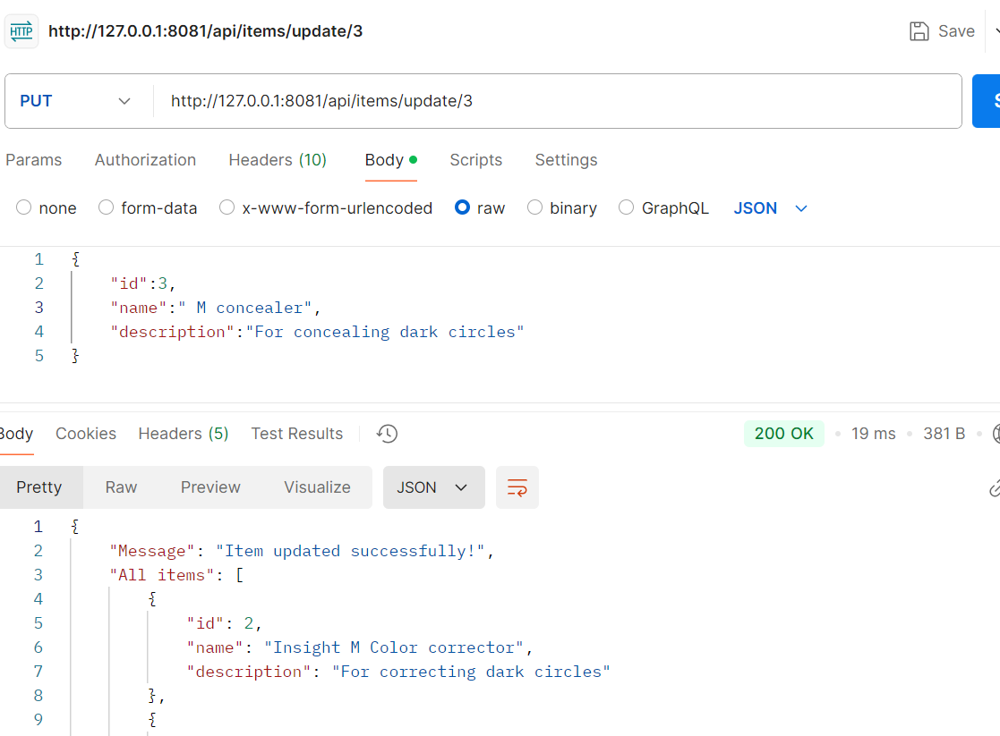 HTTP http://127.0.0.1:8081/api/items/update/3 Save
PUT http://127.0.0.1:8081/api/items/update/3
Params Authorization Headers (10) Body Scripts Settings
none form-data x-www-form-urlencoded raw binary GraphQL JSON
1 {
2 "id":3,
3 "name":" M concealer",
4 "description":"For concealing dark circles"
5 }
Body Cookies Headers (5) Test Results 200 OK 19 ms 381 B
Pretty Raw Preview Visualize JSON
1 {
2 "Message": "Item updated successfully!",
3 "All items": [
4 {
5 "id": 2,
6 "name": "Insight M Color corrector",
7 "description": "For correcting dark circles"
8 },
9 {